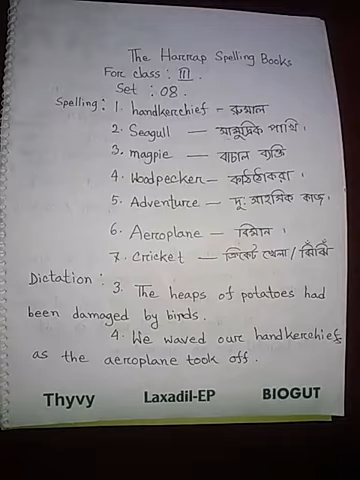 The Harrap Spelling Books
For class : III.
Set : 08.
Spelling : 1. handkerchief - রুমাল
2. Seagull — সামুদ্রিক পাখি।
3. magpie — বাচাল ব্যক্তি
4. Woodpecker — কাঠঠোকরা।
5. Adventure — দুঃসাহসিক কাজ।
6. Aeroplane — বিমান।
7. Cricket — ক্রিকেট খেলা / ঝিঁঝিঁ
Dictation : 3. The heaps of potatoes had
been damaged by birds.
4. We waved our handkerchiefs
as the aeroplane took off.
Thyvy Laxadil-EP BIOGUT